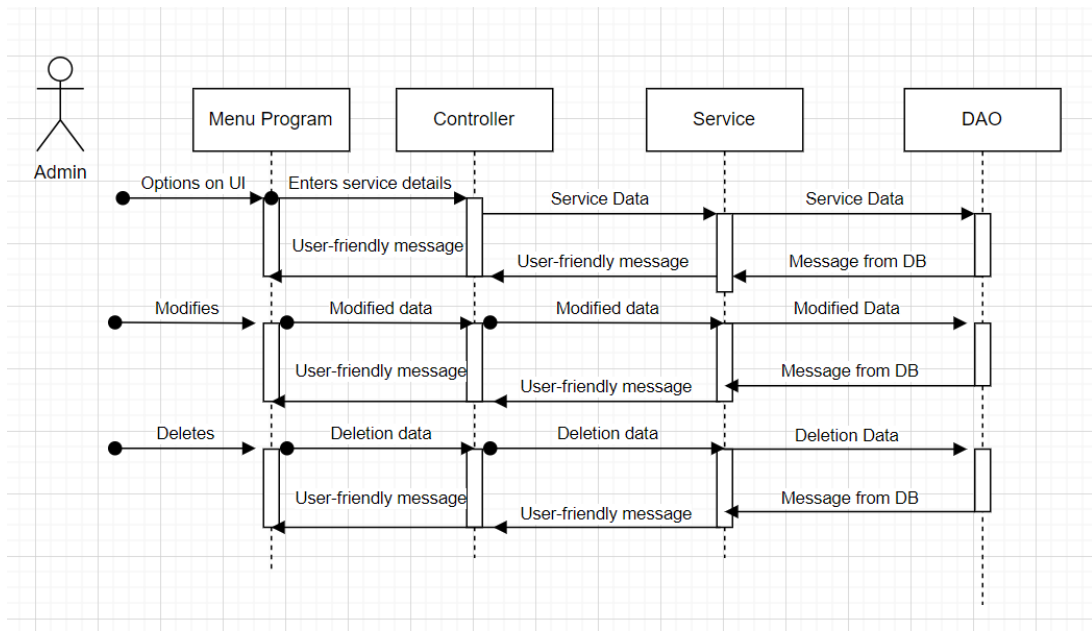 Menu Program
Controller
Service
DAO
Admin
Options on UI
Enters service details
Service Data
Service Data
User-friendly message
User-friendly message
Message from DB
Modifies
Modified data
Modified data
Modified Data
User-friendly message
User-friendly message
Message from DB
Deletes
Deletion data
Deletion data
Deletion Data
User-friendly message
User-friendly message
Message from DB